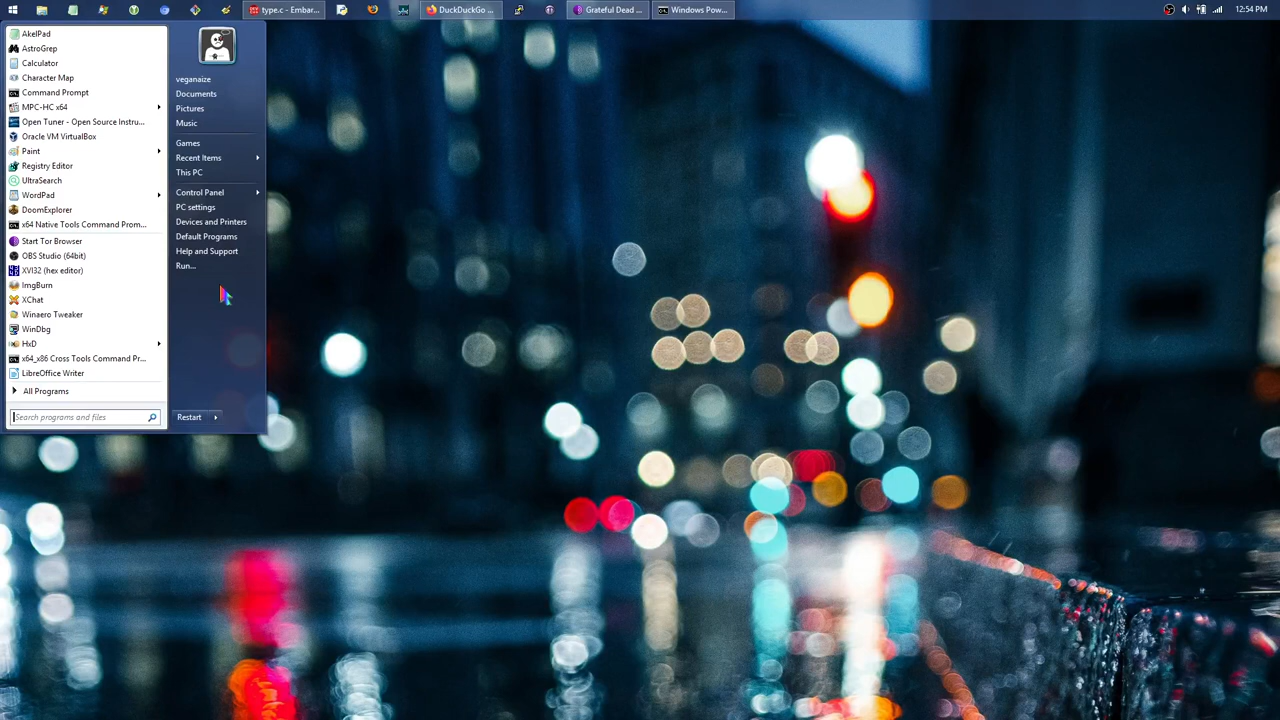 type.c - Embar...
DuckDuckGo ...
Grateful Dead ...
Windows Pow...
12:54 PM
AkelPad
AstroGrep
Calculator
Character Map
Command Prompt
MPC-HC x64
Open Tuner - Open Source Instru...
Oracle VM VirtualBox
Paint
Registry Editor
UltraSearch
WordPad
DoomExplorer
x64 Native Tools Command Prom...
Start Tor Browser
OBS Studio (64bit)
XVI32 (hex editor)
ImgBurn
XChat
Winaero Tweaker
WinDbg
HxD
x64_x86 Cross Tools Command Pr...
LibreOffice Writer
All Programs
Search programs and files
veganaize
Documents
Pictures
Music
Games
Recent Items
This PC
Control Panel
PC settings
Devices and Printers
Default Programs
Help and Support
Run...
Restart